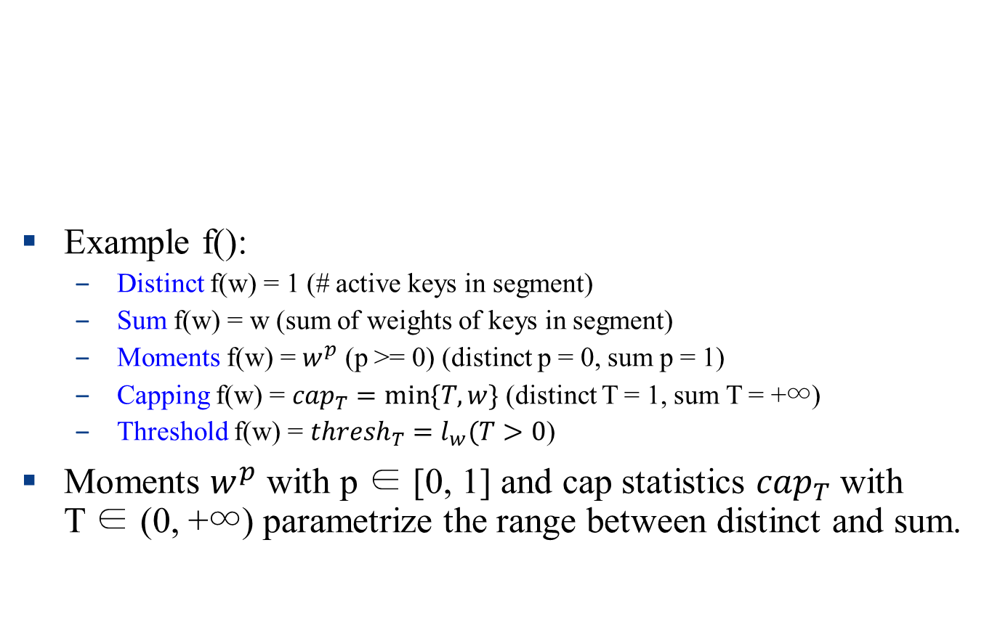 ▪ Example f():
– Distinct f(w) = 1 (# active keys in segment)
– Sum f(w) = w (sum of weights of keys in segment)
– Moments f(w) = 𝑤^𝑝 (p >= 0) (distinct p = 0, sum p = 1)
– Capping f(w) = 𝑐𝑎𝑝_𝑇 = min{𝑇, 𝑤} (distinct T = 1, sum T = +∞)
– Threshold f(w) = 𝑡ℎ𝑟𝑒𝑠ℎ_𝑇 = 𝑙_𝑤(𝑇 > 0)
▪ Moments 𝑤^𝑝 with p ∈ [0, 1] and cap statistics 𝑐𝑎𝑝_𝑇 with
T ∈ (0, +∞) parametrize the range between distinct and sum.